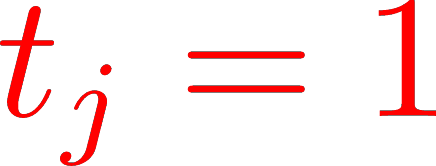 t_j = 1